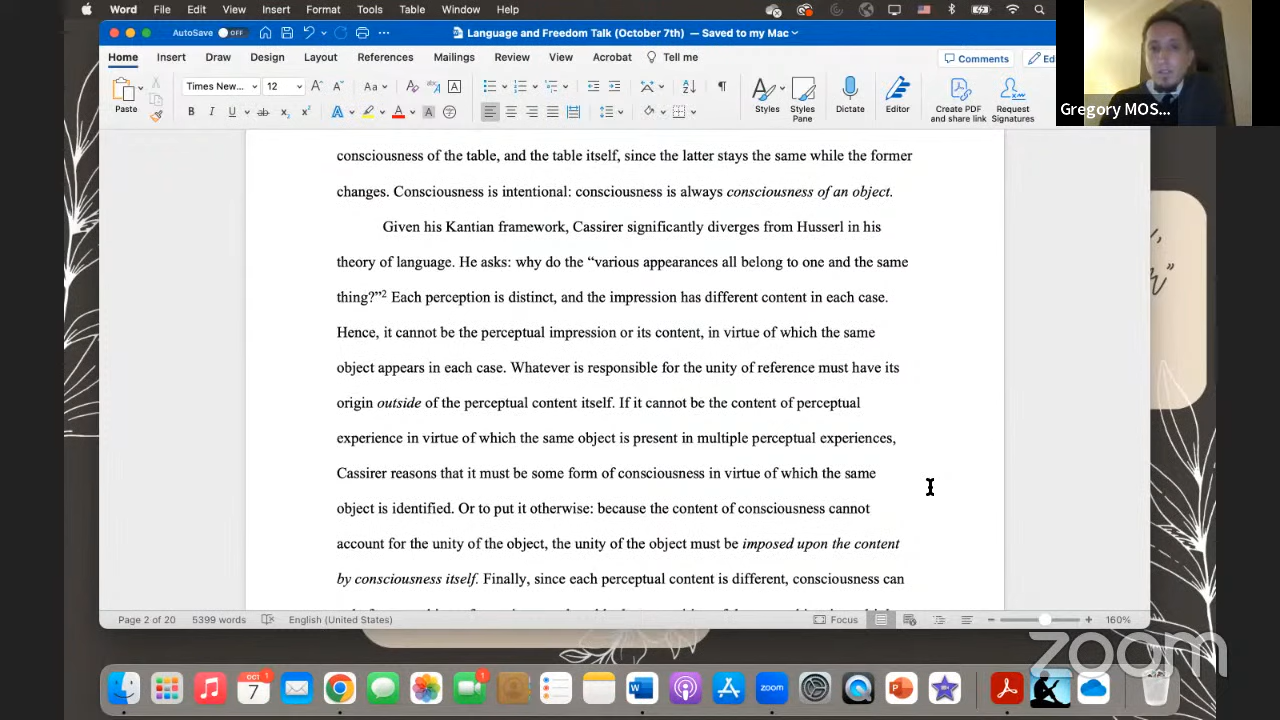 Word File Edit View Insert Format Tools Table Window Help
AutoSave OFF Language and Freedom Talk (October 7th) — Saved to my Mac
Home Insert Draw Design Layout References Mailings Review View Acrobat Tell me Comments
Paste Times New... 12 Aa Styles Styles Pane Dictate Editor Create PDF and share link Request Signatures
Gregory MOS...
consciousness of the table, and the table itself, since the latter stays the same while the former
changes. Consciousness is intentional: consciousness is always consciousness of an object.
Given his Kantian framework, Cassirer significantly diverges from Husserl in his
theory of language. He asks: why do the “various appearances all belong to one and the same
thing?”2 Each perception is distinct, and the impression has different content in each case.
Hence, it cannot be the perceptual impression or its content, in virtue of which the same
object appears in each case. Whatever is responsible for the unity of reference must have its
origin outside of the perceptual content itself. If it cannot be the content of perceptual
experience in virtue of which the same object is present in multiple perceptual experiences,
Cassirer reasons that it must be some form of consciousness in virtue of which the same
object is identified. Or to put it otherwise: because the content of consciousness cannot
account for the unity of the object, the unity of the object must be imposed upon the content
by consciousness itself. Finally, since each perceptual content is different, consciousness can
Page 2 of 20 5399 words English (United States) Focus 160%
zoom
OCT 7
zoom